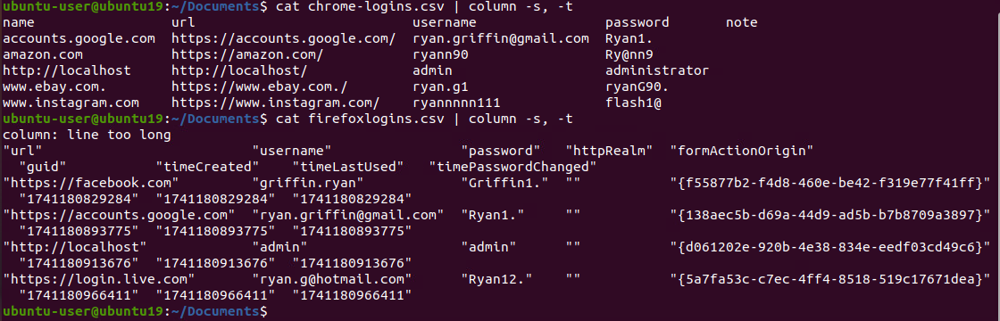 ubuntu-user@ubuntu19:~/Documents$ cat chrome-logins.csv | column -s, -t
name url username password note
accounts.google.com https://accounts.google.com/ ryan.griffin@gmail.com Ryan1.
amazon.com https://amazon.com/ ryann90 Ry@nn9
http://localhost http://localhost/ admin administrator
www.ebay.com. https://www.ebay.com./ ryan.g1 ryanG90.
www.instagram.com https://www.instagram.com/ ryannnnn111 flash1@
ubuntu-user@ubuntu19:~/Documents$ cat firefoxlogins.csv | column -s, -t
column: line too long
"url" "username" "password" "httpRealm" "formActionOrigin"
"guid" "timeCreated" "timeLastUsed" "timePasswordChanged"
"https://facebook.com" "griffin.ryan" "Griffin1." "" "{f55877b2-f4d8-460e-be42-f319e77f41ff}"
"1741180829284" "1741180829284" "1741180829284"
"https://accounts.google.com" "ryan.griffin@gmail.com" "Ryan1." "" "{138aec5b-d69a-44d9-ad5b-b7b8709a3897}"
"1741180893775" "1741180893775" "1741180893775"
"http://localhost" "admin" "admin" "" "{d061202e-920b-4e38-834e-eedf03cd49c6}"
"1741180913676" "1741180913676" "1741180913676"
"https://login.live.com" "ryan.g@hotmail.com" "Ryan12." "" "{5a7fa53c-c7ec-4ff4-8518-519c17671dea}"
"1741180966411" "1741180966411" "1741180966411"
ubuntu-user@ubuntu19:~/Documents$